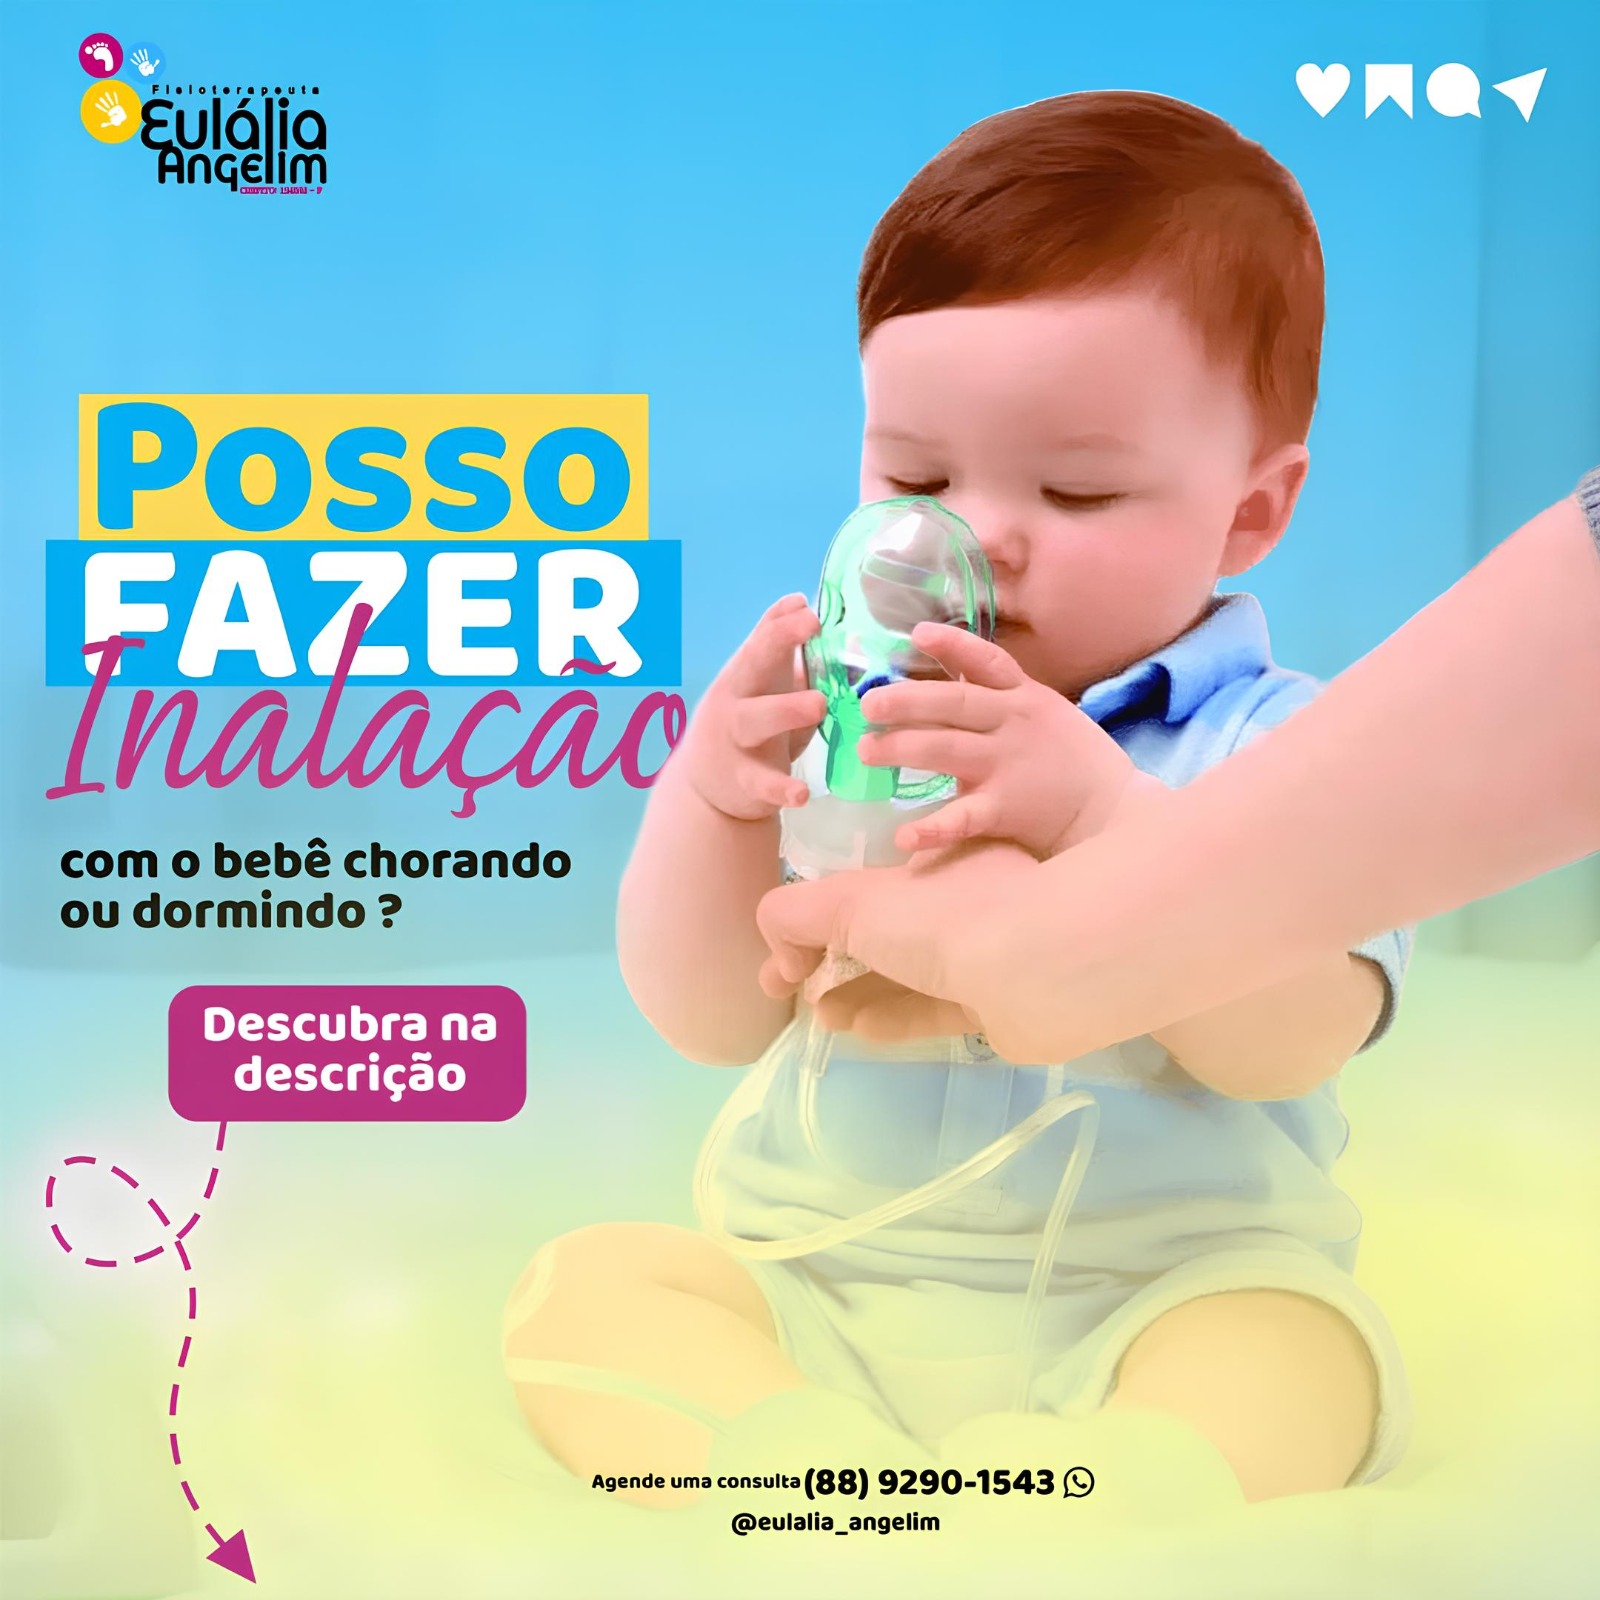 Fisioterapeuta
Eulália
Angelim
Posso
FAZER
Inalação
com o bebê chorando
ou dormindo ?
Descubra na
descrição
Agende uma consulta (88) 9290-1543
@eulalia_angelim